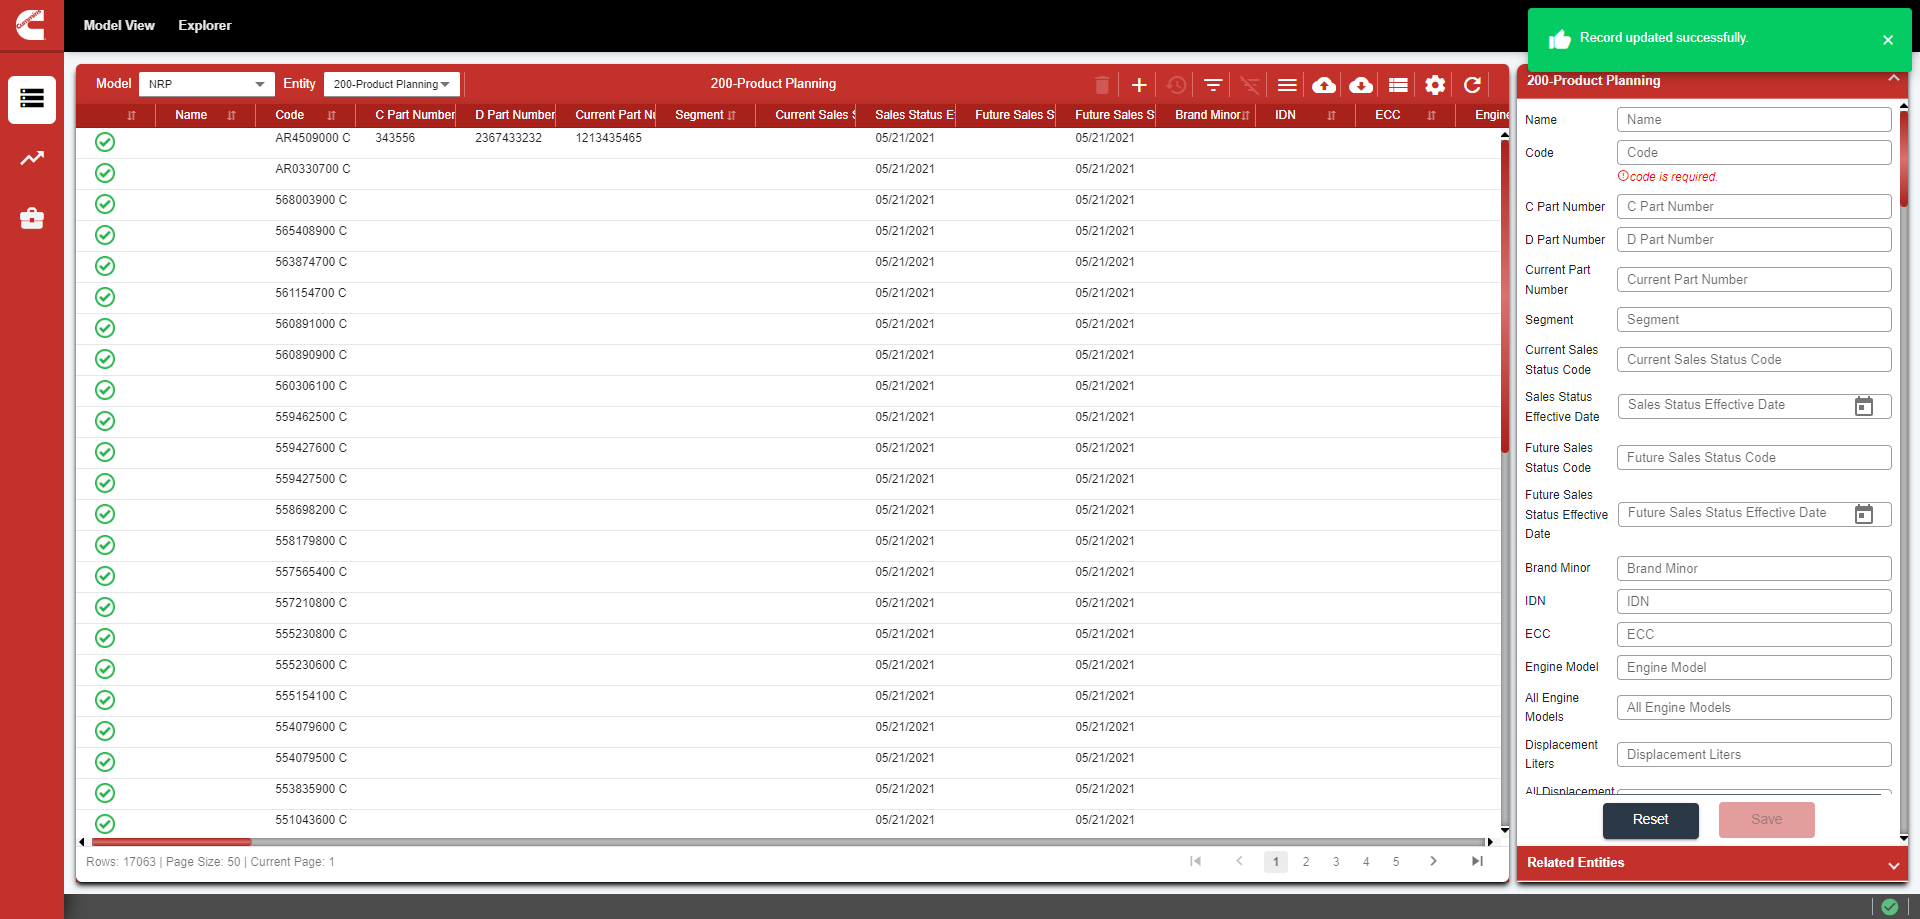 Cummins
Model View Explorer
Record updated successfully.
Model NRP Entity 200-Product Planning 200-Product Planning
Name Code C Part Number D Part Number Current Part Nu Segment Current Sales S Sales Status E Future Sales S Future Sales S Brand Minor IDN ECC Engine
AR4509000 C 343556 2367433232 1213435465 05/21/2021 05/21/2021
AR0330700 C 05/21/2021 05/21/2021
568003900 C 05/21/2021 05/21/2021
565408900 C 05/21/2021 05/21/2021
563874700 C 05/21/2021 05/21/2021
561154700 C 05/21/2021 05/21/2021
560891000 C 05/21/2021 05/21/2021
560890900 C 05/21/2021 05/21/2021
560306100 C 05/21/2021 05/21/2021
559462500 C 05/21/2021 05/21/2021
559427600 C 05/21/2021 05/21/2021
559427500 C 05/21/2021 05/21/2021
558698200 C 05/21/2021 05/21/2021
558179800 C 05/21/2021 05/21/2021
557565400 C 05/21/2021 05/21/2021
557210800 C 05/21/2021 05/21/2021
555230800 C 05/21/2021 05/21/2021
555230600 C 05/21/2021 05/21/2021
555154100 C 05/21/2021 05/21/2021
554079600 C 05/21/2021 05/21/2021
554079500 C 05/21/2021 05/21/2021
553835900 C 05/21/2021 05/21/2021
551043600 C 05/21/2021 05/21/2021
Rows: 17063 | Page Size: 50 | Current Page: 1
1 2 3 4 5
200-Product Planning
Name Name
Code Code
code is required.
C Part Number C Part Number
D Part Number D Part Number
Current Part
Number Current Part Number
Segment Segment
Current Sales
Status Code Current Sales Status Code
Sales Status
Effective Date Sales Status Effective Date
Future Sales
Status Code Future Sales Status Code
Future Sales
Status Effective Future Sales Status Effective Date
Date
Brand Minor Brand Minor
IDN IDN
ECC ECC
Engine Model Engine Model
All Engine
Models All Engine Models
Displacement
Liters Displacement Liters
All Displacement
Reset Save
Related Entities